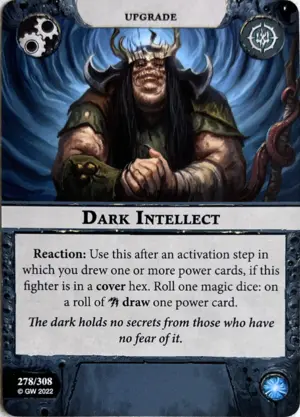 UPGRADE
DARK INTELLECT
Reaction: Use this after an activation step in
which you drew one or more power cards, if this
fighter is in a cover hex. Roll one magic dice: on
a roll of draw one power card.
The dark holds no secrets from those who have
no fear of it.
278/308
© GW 2022